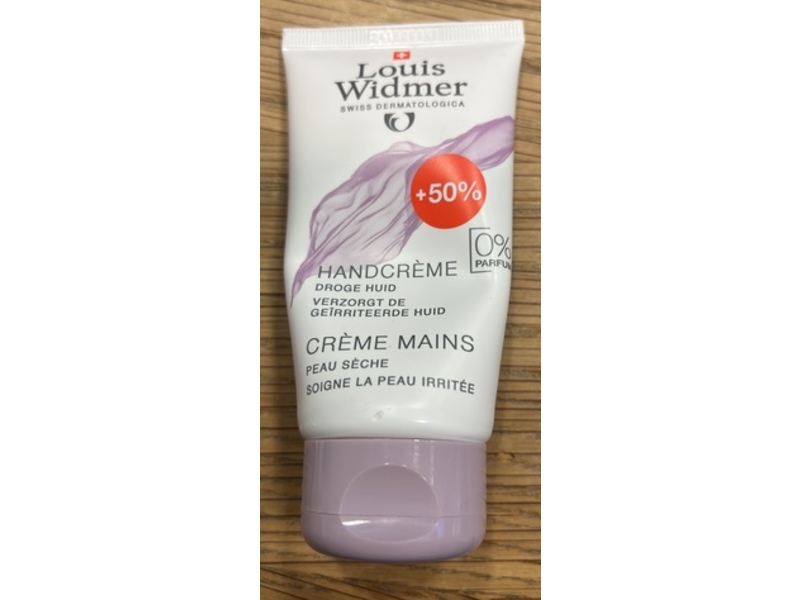 Louis
Widmer
SWISS DERMATOLOGICA
+50%
0%
PARFUM
HANDCRÈME
DROGE HUID
VERZORGT DE
GEÏRRITEERDE HUID
CRÈME MAINS
PEAU SÈCHE
SOIGNE LA PEAU IRRITÉE